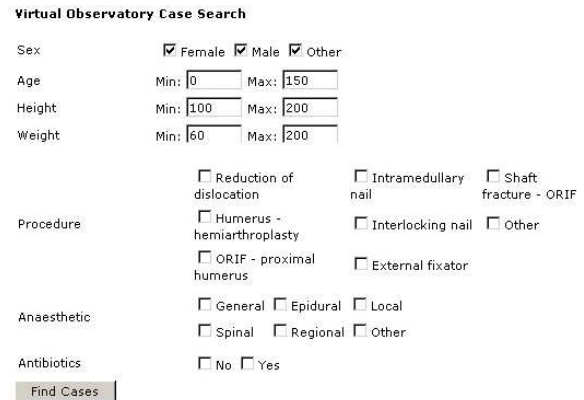 Virtual Observatory Case Search
Sex Female Male Other
Age Min: 0 Max: 150
Height Min: 100 Max: 200
Weight Min: 60 Max: 200
Procedure
Reduction of dislocation Intramedullary nail Shaft fracture - ORIF
Humerus - hemiarthroplasty Interlocking nail Other
ORIF - proximal humerus External fixator
Anaesthetic
General Epidural Local
Spinal Regional Other
Antibiotics No Yes
Find Cases